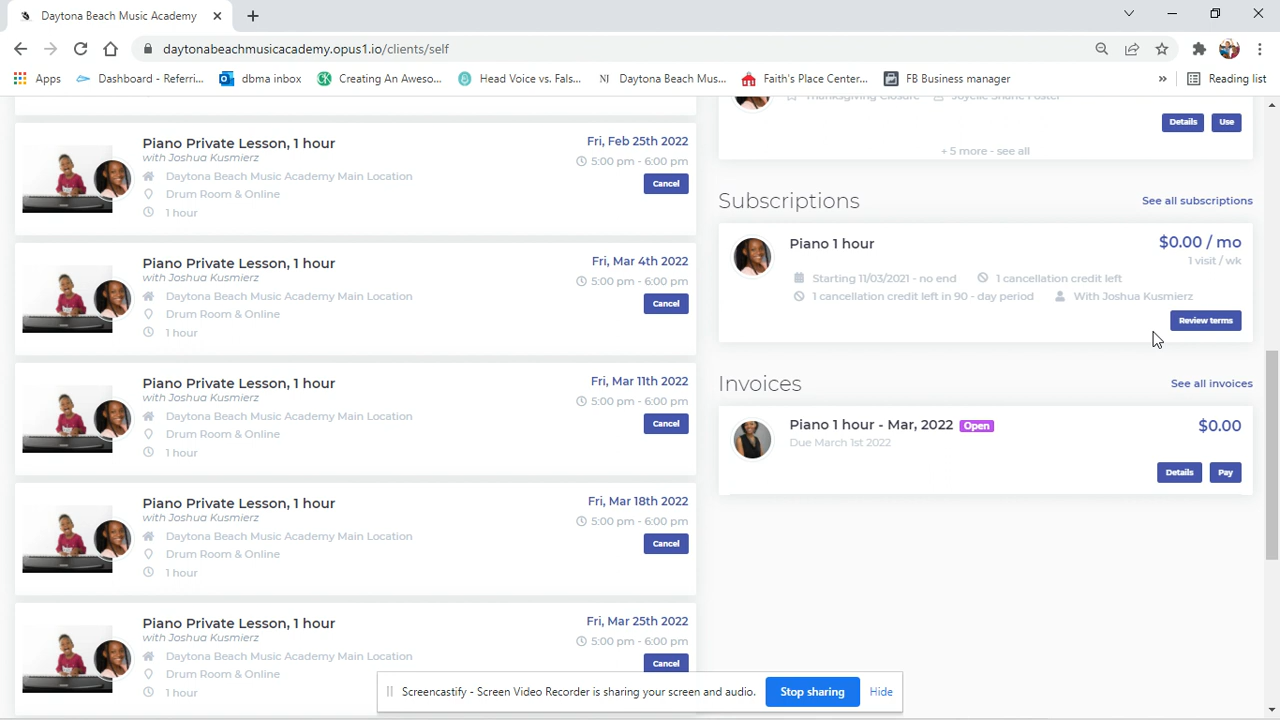 Daytona Beach Music Academy
daytonabeachmusicacademy.opus1.io/clients/self
Apps
Dashboard - Referri...
dbma inbox
Creating An Aweso...
Head Voice vs. Fals...
Daytona Beach Mus...
Faith's Place Center...
FB Business manager
»
Reading list
Piano Private Lesson, 1 hour
with Joshua Kusmierz
Daytona Beach Music Academy Main Location
Drum Room & Online
1 hour
Fri, Feb 25th 2022
5:00 pm - 6:00 pm
Cancel
Piano Private Lesson, 1 hour
with Joshua Kusmierz
Daytona Beach Music Academy Main Location
Drum Room & Online
1 hour
Fri, Mar 4th 2022
5:00 pm - 6:00 pm
Cancel
Piano Private Lesson, 1 hour
with Joshua Kusmierz
Daytona Beach Music Academy Main Location
Drum Room & Online
1 hour
Fri, Mar 11th 2022
5:00 pm - 6:00 pm
Cancel
Piano Private Lesson, 1 hour
with Joshua Kusmierz
Daytona Beach Music Academy Main Location
Drum Room & Online
1 hour
Fri, Mar 18th 2022
5:00 pm - 6:00 pm
Cancel
Piano Private Lesson, 1 hour
with Joshua Kusmierz
Daytona Beach Music Academy Main Location
Drum Room & Online
1 hour
Fri, Mar 25th 2022
5:00 pm - 6:00 pm
Cancel
Thanksgiving Closure
Details
Use
+ 5 more - see all
Subscriptions
See all subscriptions
Piano 1 hour
$0.00 / mo
1 visit / wk
Starting 11/03/2021 - no end
1 cancellation credit left
1 cancellation credit left in 90 - day period
With Joshua Kusmierz
Review terms
Invoices
See all invoices
Piano 1 hour - Mar, 2022 Open
$0.00
Due March 1st 2022
Details
Pay
Screencastify - Screen Video Recorder is sharing your screen and audio.
Stop sharing
Hide